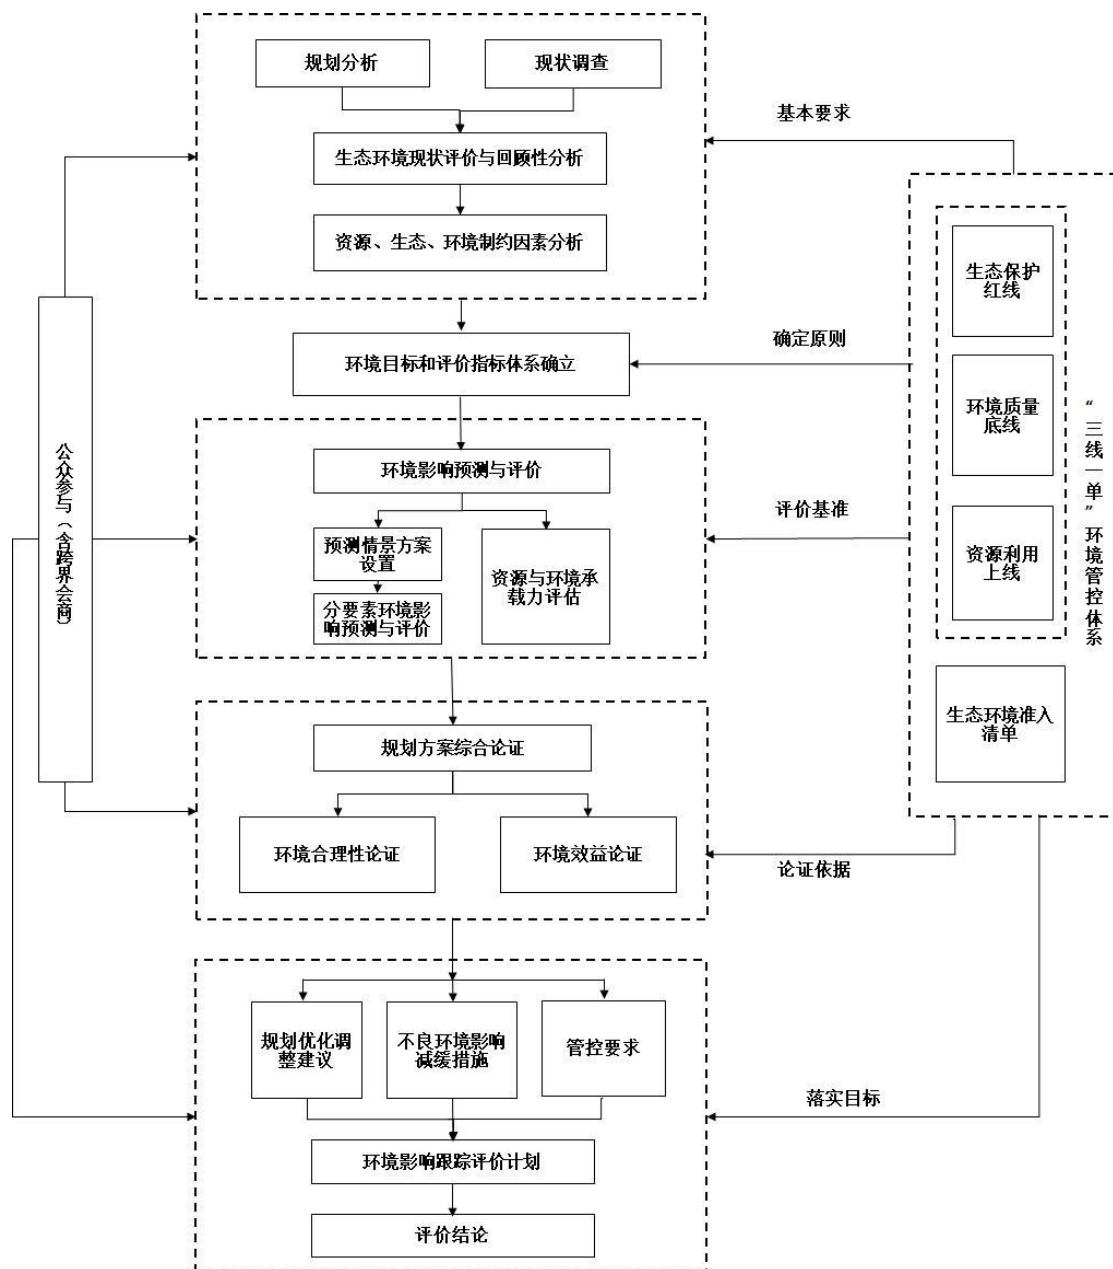 规划分析
现状调查
基本要求
生态环境现状评价与回顾性分析
资源、生态、环境制约因素分析
生态保护
红线
确定原则
环境目标和评价指标体系确立
环境质量
底线
公众参与（含跨界会商）
“三线一单”环境管控体系
环境影响预测与评价
评价基准
预测情景方案
设置
资源与环境承
载力评估
资源利用
上线
分要素环境影
响预测与评价
生态环境准入
清单
规划方案综合论证
环境合理性论证
环境效益论证
论证依据
规划优化调
整建议
不良环境影响
减缓措施
管控要求
落实目标
环境影响跟踪评价计划
评价结论